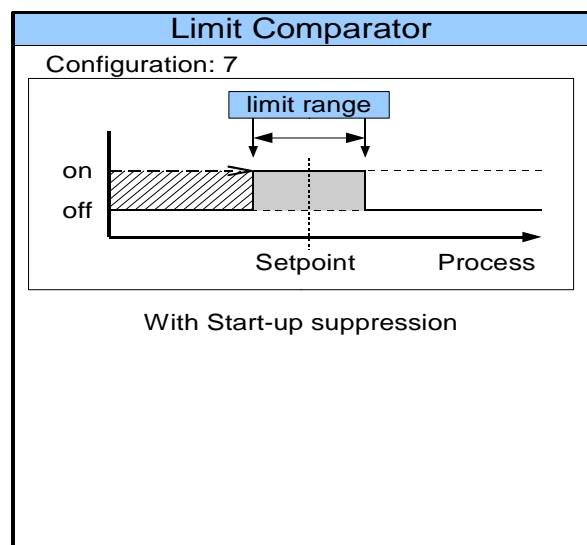 Limit Comparator
Configuration: 7
limit range
on
off
Setpoint
Process
With Start-up suppression